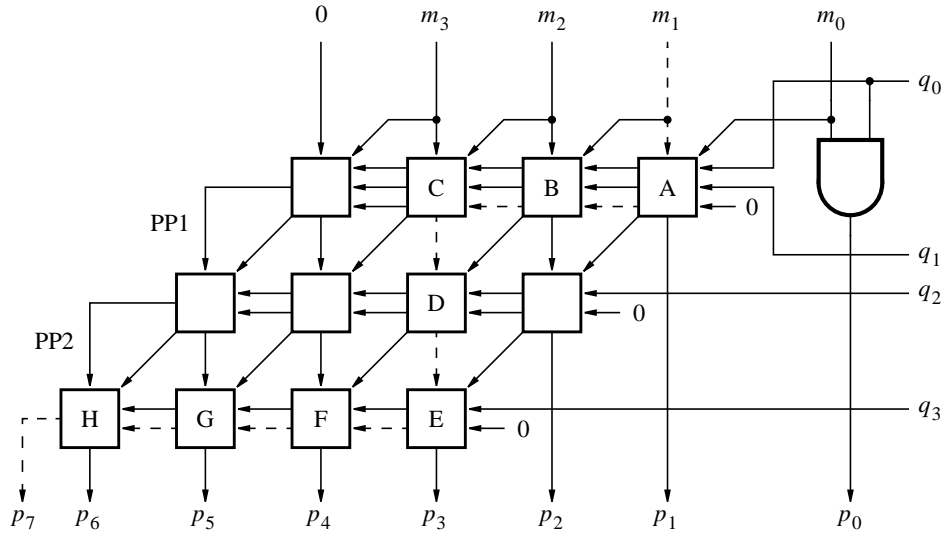 0 m₃ m₂ m₁ m₀
q₀
C B A
0
PP1
q₁
q₂
D
0
PP2
H G F E
q₃
0
p₇ p₆ p₅ p₄ p₃ p₂ p₁ p₀